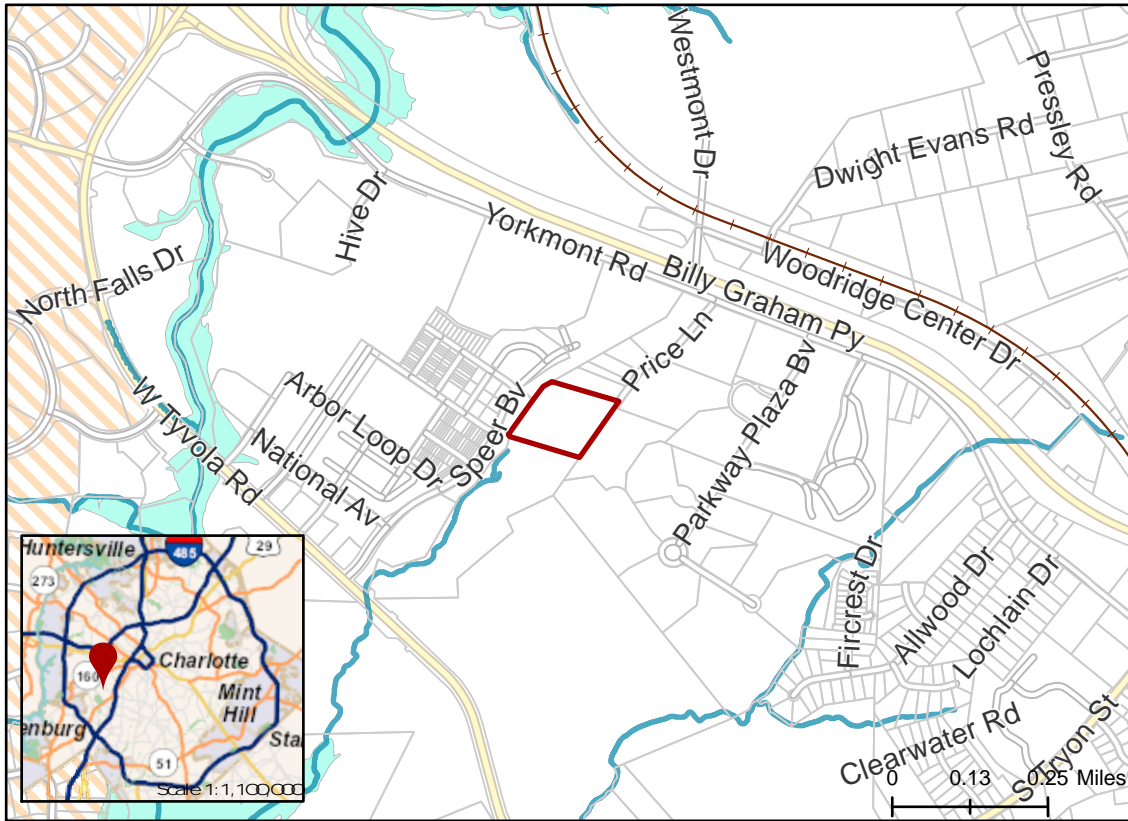 Westmont Dr
Pressley Rd
Dwight Evans Rd
Hive Dr
Yorkmont Rd
North Falls Dr
Billy Graham Py
Woodridge Center Dr
Price Ln
Parkway Plaza Bv
W Tyvola Rd
Arbor Loop Dr
Speer Bv
National Av
Fircrest Dr
Allwood Dr
Lochlain Dr
Clearwater Rd
S Tryon St
0 0.13 0.25 Miles
Huntersville
485
29
273
Charlotte
160
Mint
Hill
enburg
Sta
51
Scale 1: 1,100,000